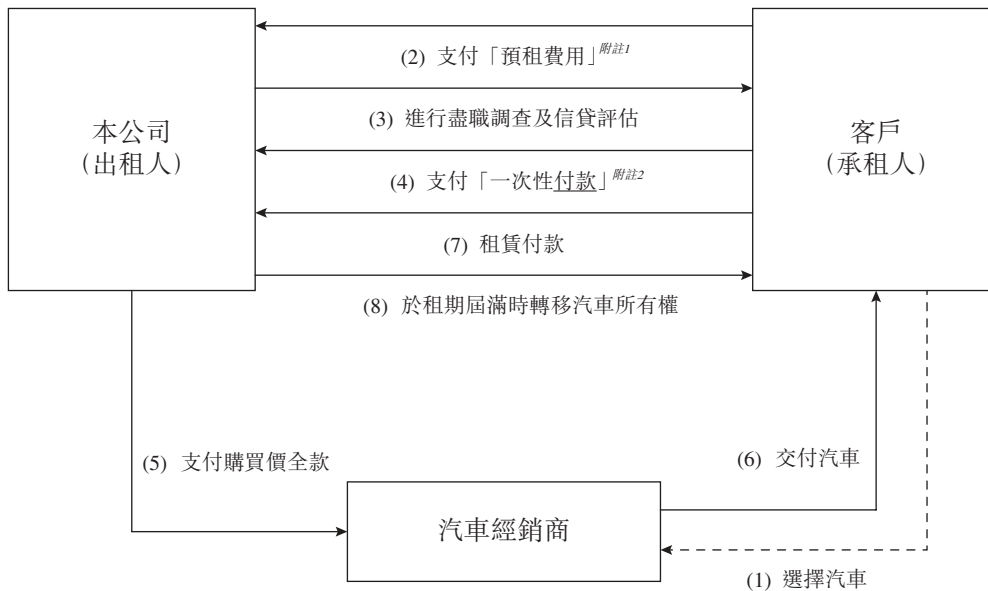 (2) 支付「預租費用」附註1
(3) 進行盡職調查及信貸評估
本公司
(出租人)
客戶
(承租人)
(4) 支付「一次性付款」附註2
(7) 租賃付款
(8) 於租期屆滿時轉移汽車所有權
(5) 支付購買價全款
(6) 交付汽車
汽車經銷商
(1) 選擇汽車